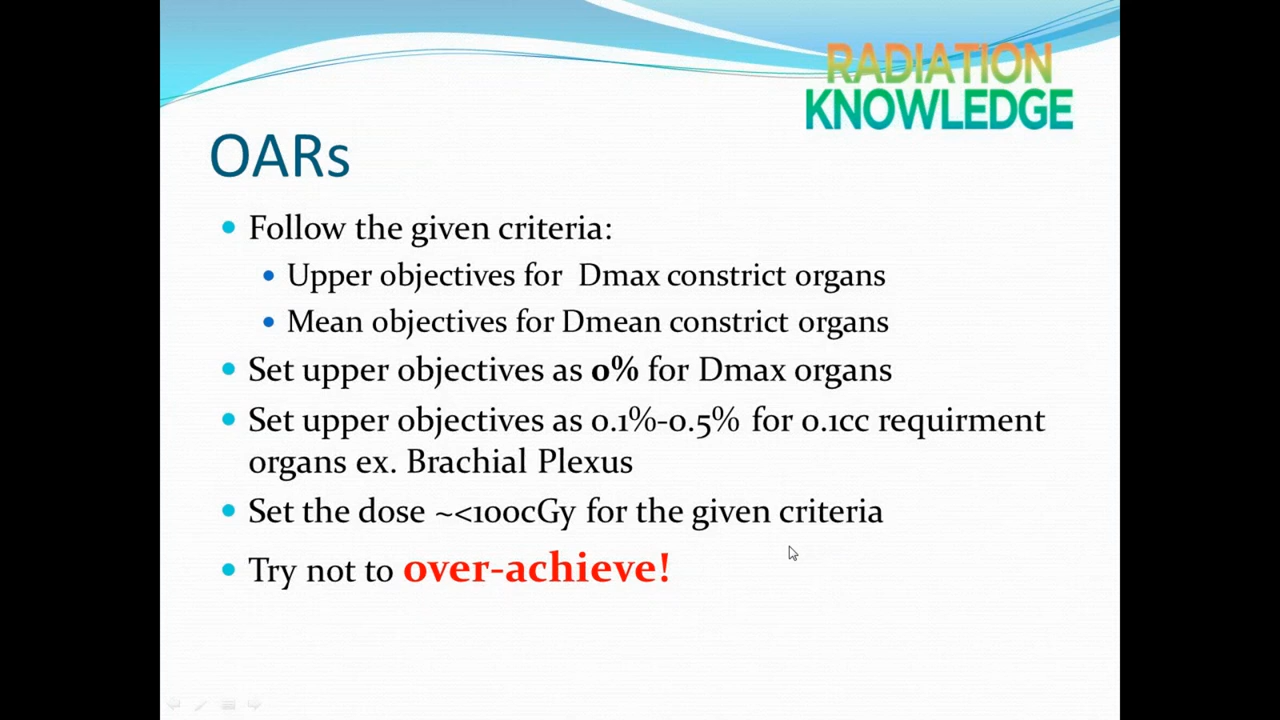 RADIATION
KNOWLEDGE
OARs
Follow the given criteria:
Upper objectives for Dmax constrict organs
Mean objectives for Dmean constrict organs
Set upper objectives as 0% for Dmax organs
Set upper objectives as 0.1%-0.5% for 0.1cc requirment
organs ex. Brachial Plexus
Set the dose ~<100cGy for the given criteria
Try not to over-achieve!